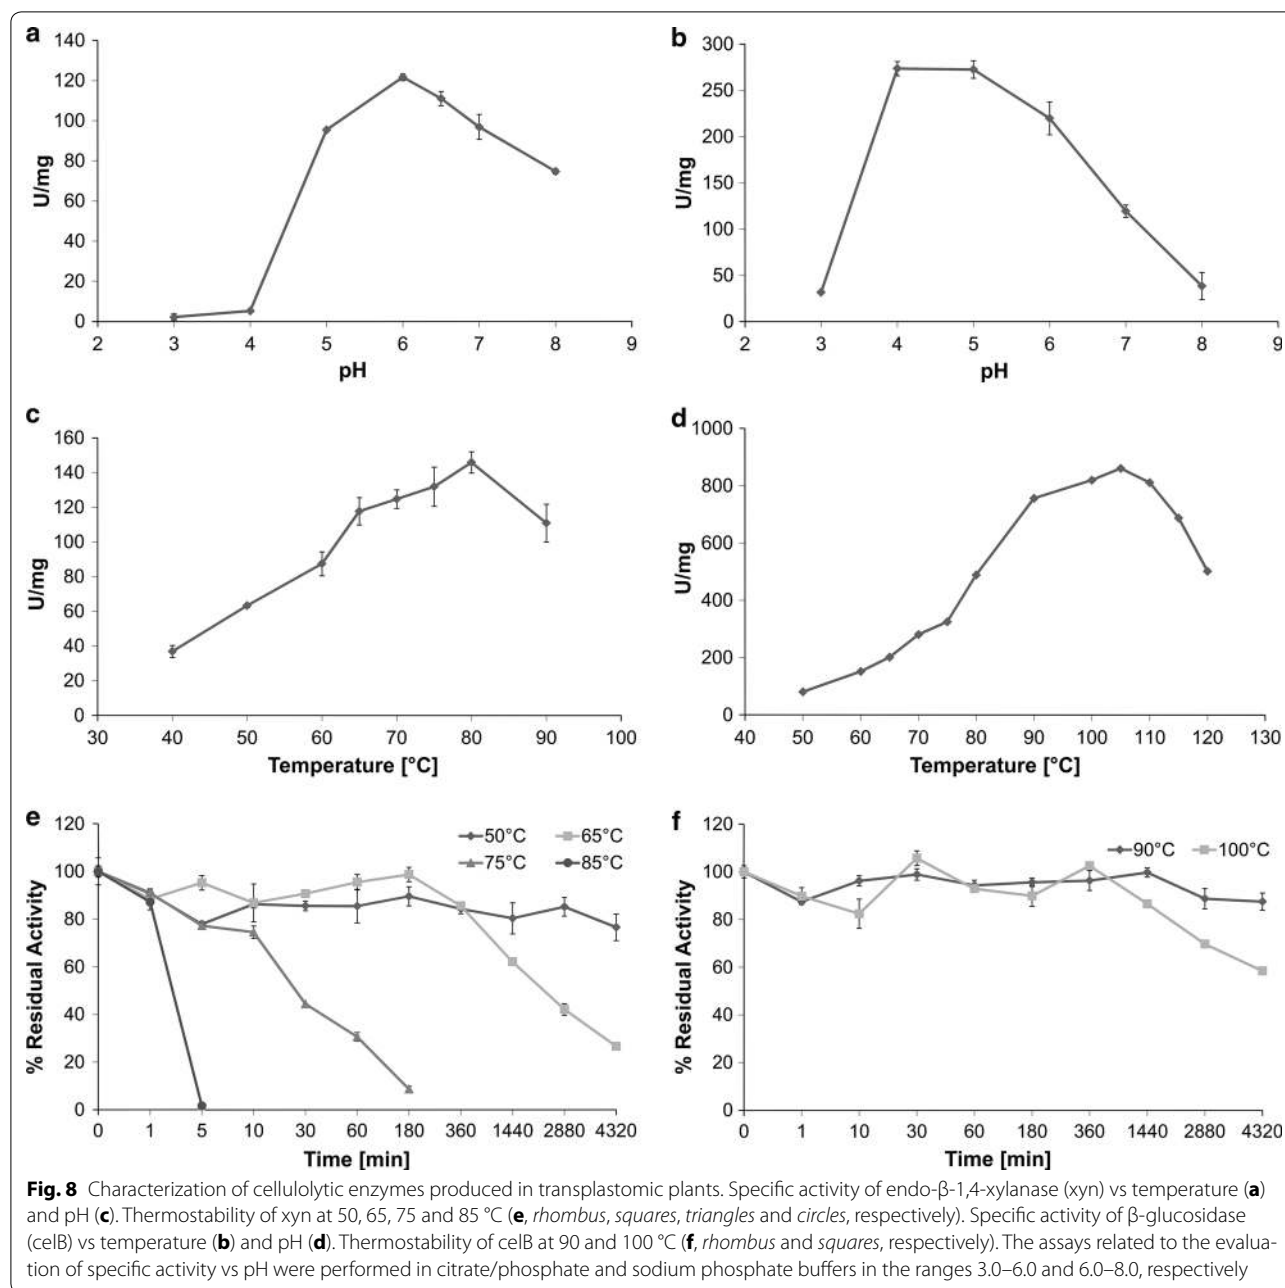 a
140
120
100
80
60
40
20
0
U/mg
2 3 4 5 6 7 8 9
pH
b
300
250
200
150
100
50
0
U/mg
2 3 4 5 6 7 8 9
pH
c
160
140
120
100
80
60
40
20
0
U/mg
30 40 50 60 70 80 90 100
Temperature [°C]
d
1000
800
600
400
200
0
U/mg
40 50 60 70 80 90 100 110 120 130
Temperature [°C]
e
50°C 65°C
75°C 85°C
120
100
80
60
40
20
0
% Residual Activity
0 1 5 10 30 60 180 360 1440 2880 4320
Time [min]
f
90°C 100°C
120
100
80
60
40
20
0
% Residual Activity
0 1 10 30 60 180 360 1440 2880 4320
Time [min]
Fig. 8 Characterization of cellulolytic enzymes produced in transplastomic plants. Specific activity of endo-β-1,4-xylanase (xyn) vs temperature (a)
and pH (c). Thermostability of xyn at 50, 65, 75 and 85 °C (e, rhombus, squares, triangles and circles, respectively). Specific activity of β-glucosidase
(celB) vs temperature (b) and pH (d). Thermostability of celB at 90 and 100 °C (f, rhombus and squares, respectively). The assays related to the evalua-
tion of specific activity vs pH were performed in citrate/phosphate and sodium phosphate buffers in the ranges 3.0–6.0 and 6.0–8.0, respectively